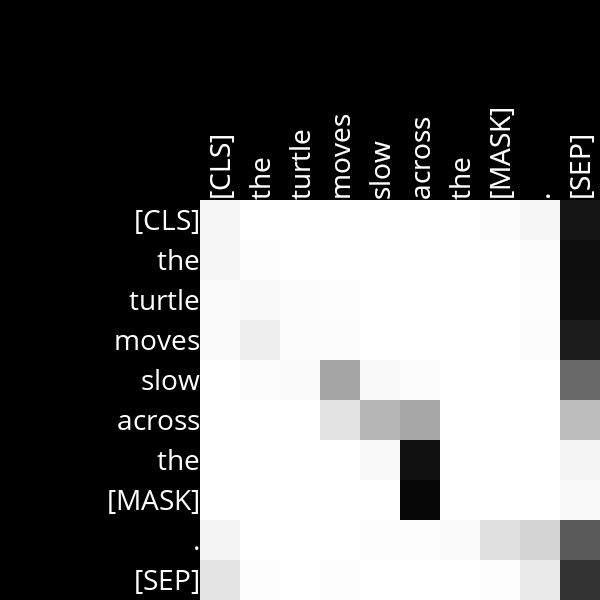 [CLS] the turtle moves slow across the [MASK] . [SEP]
[CLS]
the
turtle
moves
slow
across
the
[MASK]
.
[SEP]